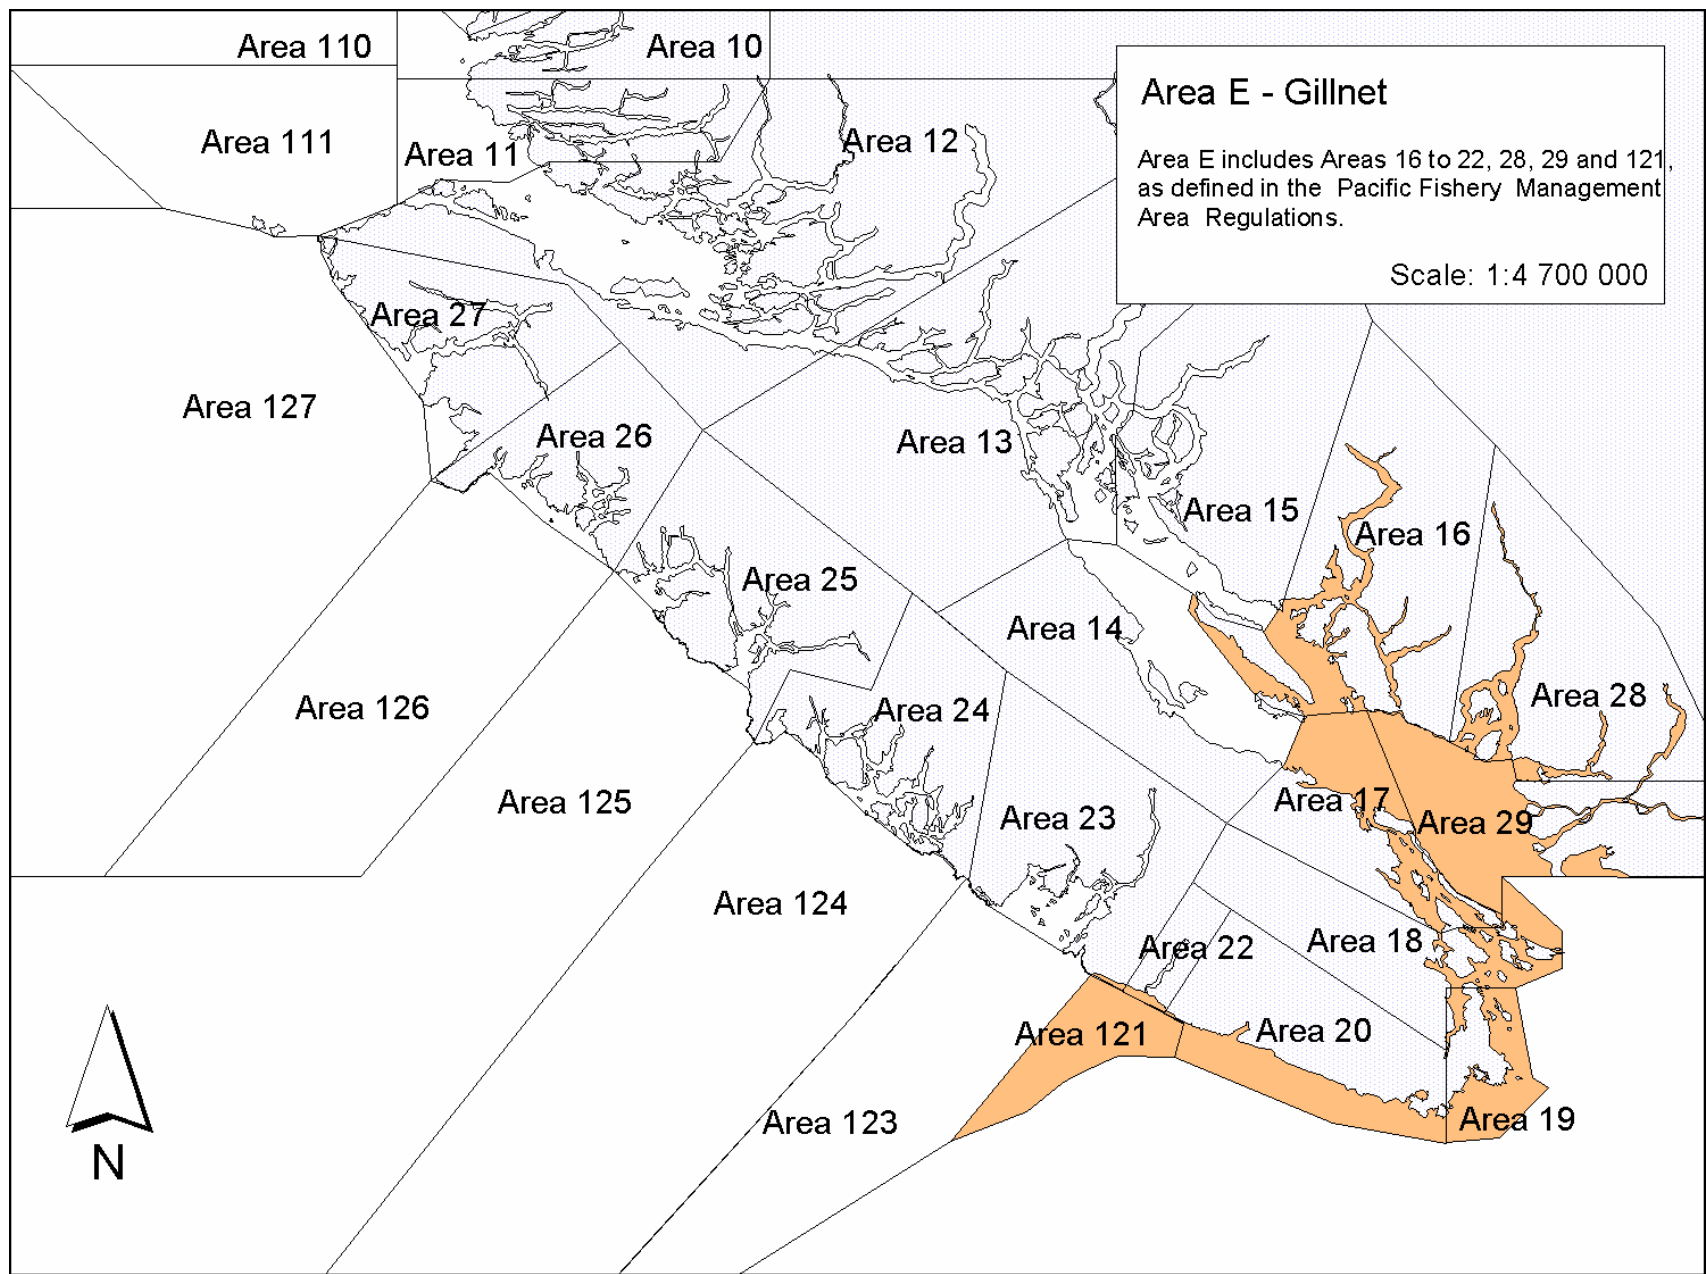 Area 110
Area 10
Area E - Gillnet
Area 111
Area 11
Area 12
Area E includes Areas 16 to 22, 28, 29 and 121,
as defined in the Pacific Fishery Management
Area Regulations.
Scale: 1:4 700 000
Area 27
Area 127
Area 26
Area 13
Area 15
Area 16
Area 25
Area 14
Area 126
Area 24
Area 28
Area 125
Area 23
Area 17
Area 29
Area 124
Area 22
Area 18
Area 121
Area 20
Area 123
Area 19
N